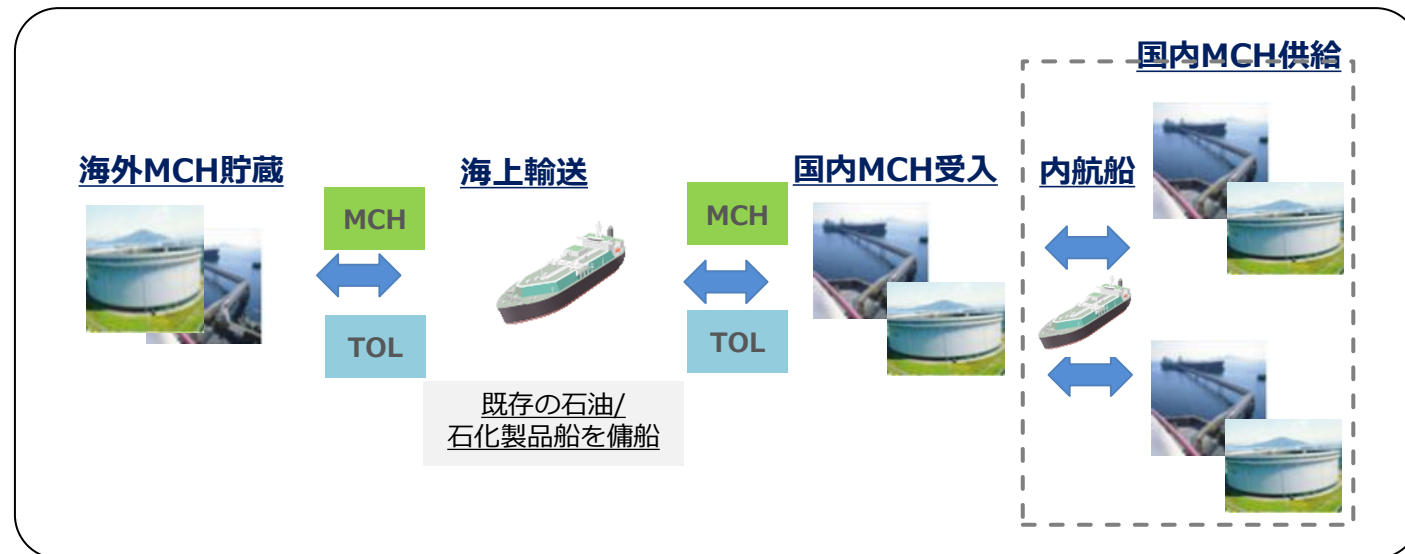 国内MCH供給
海外MCH貯蔵
海上輸送
国内MCH受入
内航船
MCH
MCH
TOL
TOL
既存の石油/
石化製品船を傭船